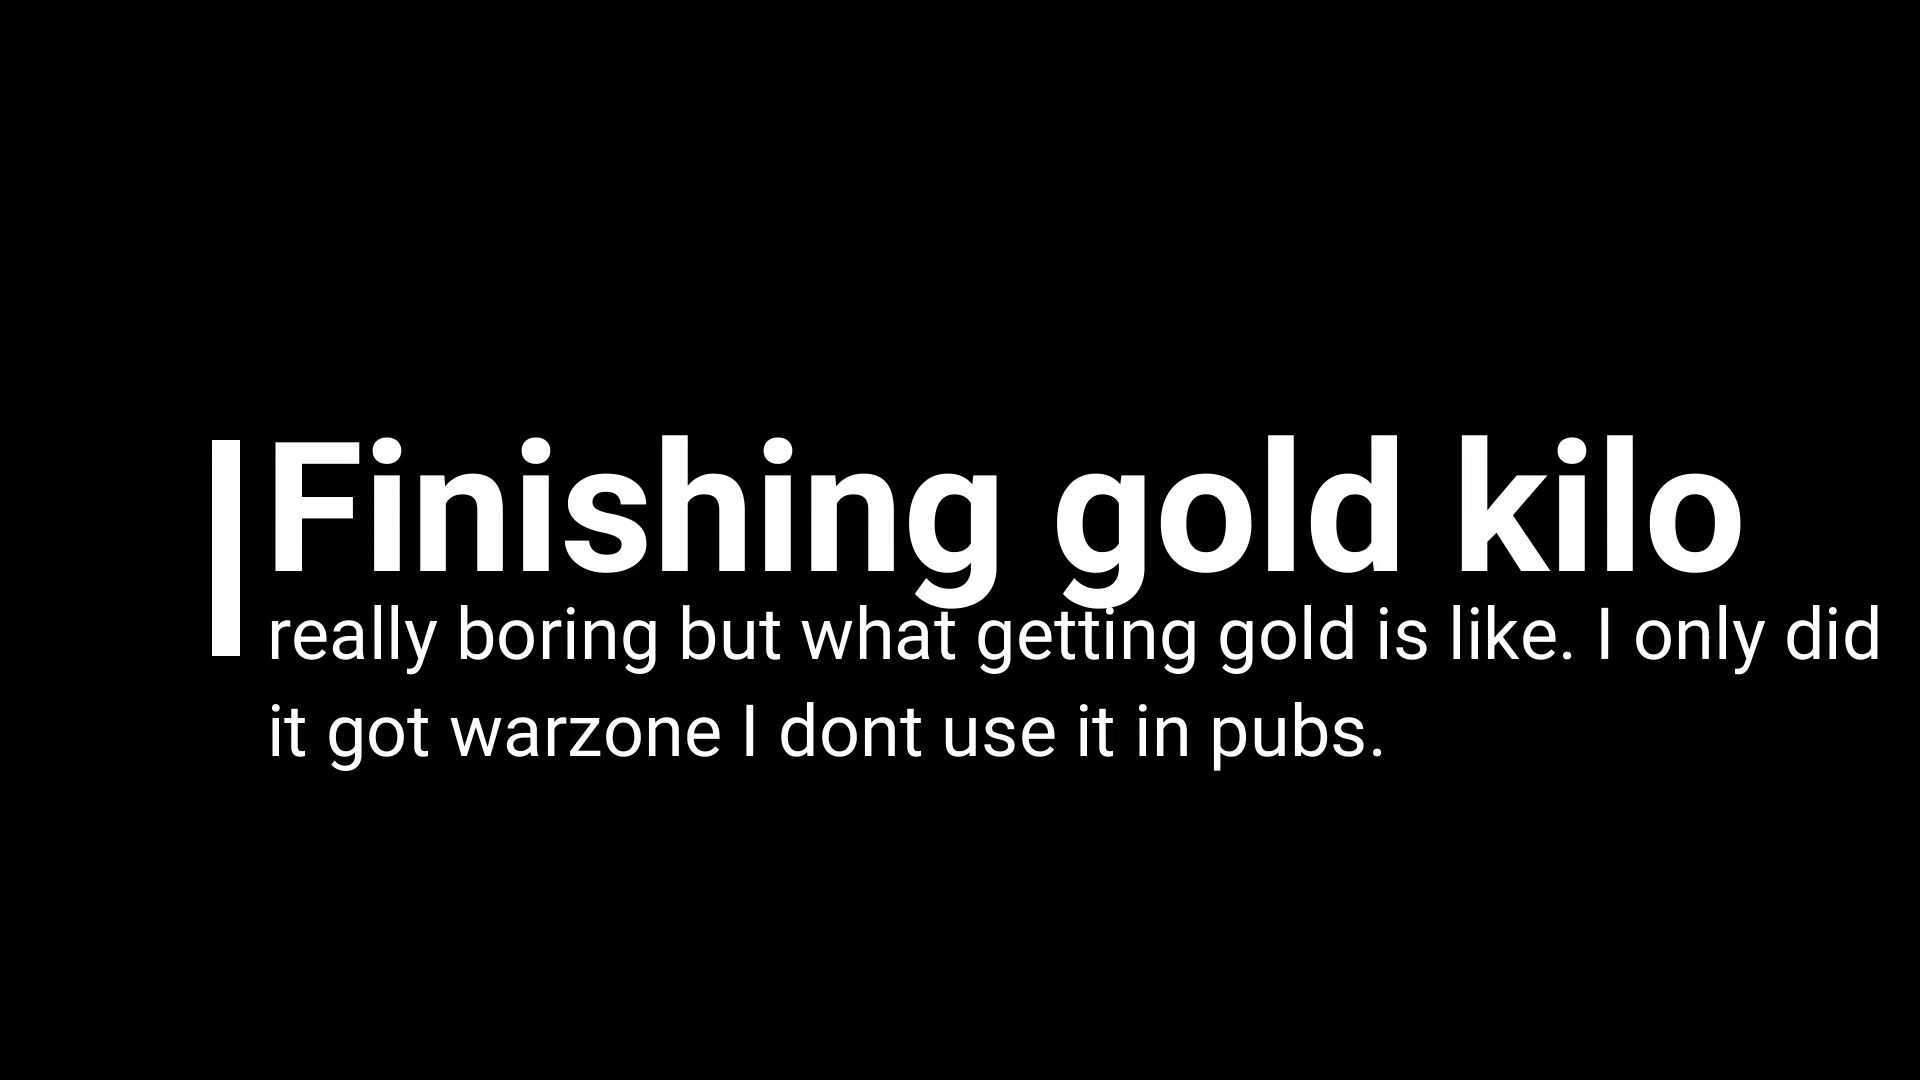 Finishing gold kilo
really boring but what getting gold is like. I only did
it got warzone I dont use it in pubs.